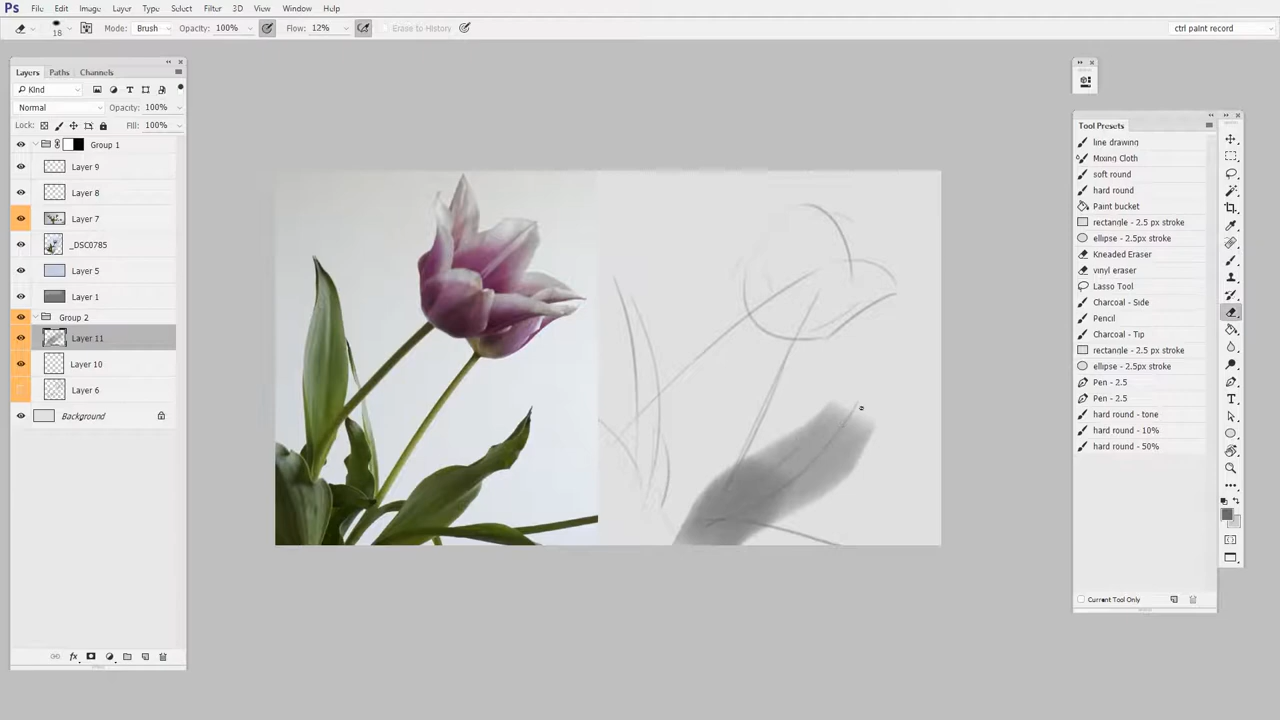 Ps File Edit Image Layer Type Select Filter 3D View Window Help
18 Mode: Brush Opacity: 100% Flow: 12% Erase to History ctrl paint record
Layers Paths Channels
Kind
Normal Opacity: 100%
Lock: Fill: 100%
Group 1
Layer 9
Layer 8
Layer 7
_DSC0785
Layer 5
Layer 1
Group 2
Layer 11
Layer 10
Layer 6
Background
fx
Tool Presets
line drawing
Mixing Cloth
soft round
hard round
Paint bucket
rectangle - 2.5 px stroke
ellipse - 2.5px stroke
Kneaded Eraser
vinyl eraser
Lasso Tool
Charcoal - Side
Pencil
Charcoal - Tip
rectangle - 2.5 px stroke
ellipse - 2.5px stroke
Pen - 2.5
Pen - 2.5
hard round - tone
hard round - 10%
hard round - 50%
Current Tool Only